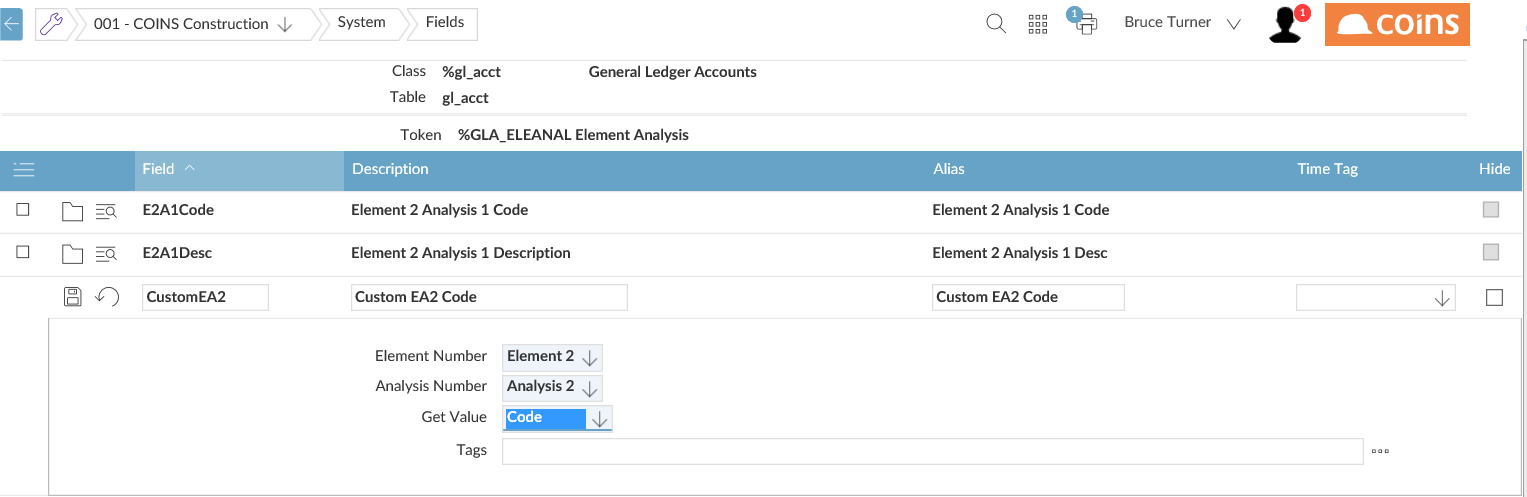 001 - COINS Construction System Fields 1 Bruce Turner 1 coins
Class %gl_acct General Ledger Accounts
Table gl_acct
Token %GLA_ELEANAL Element Analysis
Field Description Alias Time Tag Hide
E2A1Code Element 2 Analysis 1 Code Element 2 Analysis 1 Code
E2A1Desc Element 2 Analysis 1 Description Element 2 Analysis 1 Desc
CustomEA2 Custom EA2 Code Custom EA2 Code
Element Number Element 2
Analysis Number Analysis 2
Get Value Code
Tags